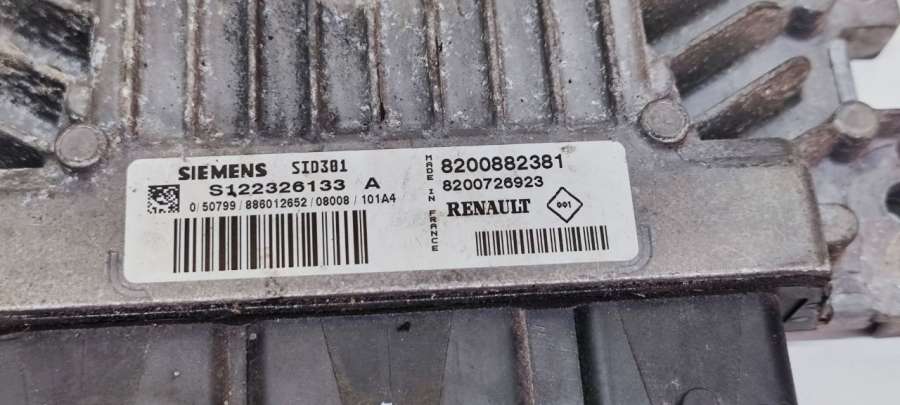 SIEMENS SID301
S122326133 A
0/50799/886012652/08008/101A4
MADE IN FRANCE
8200882381
8200726923
RENAULT 001